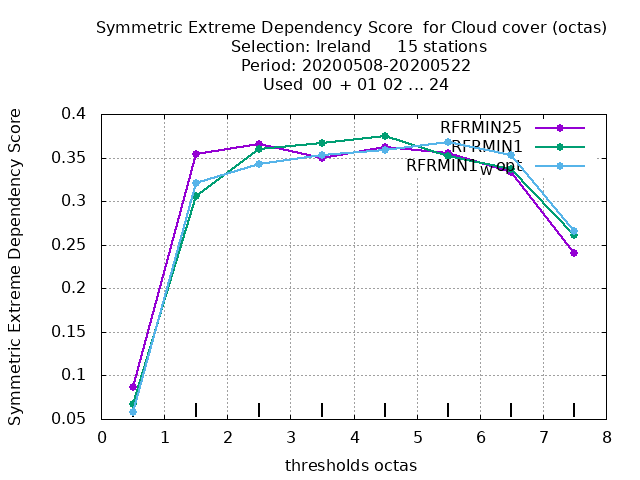 Symmetric Extreme Dependency Score for Cloud cover (octas)
Selection: Ireland 15 stations
Period: 20200508-20200522
Used 00 + 01 02 ... 24
Symmetric Extreme Dependency Score
0.4
0.35
0.3
0.25
0.2
0.15
0.1
0.05
RFRMIN25
RFRMIN1
RFRMIN1wopt
0 1 2 3 4 5 6 7 8
thresholds octas